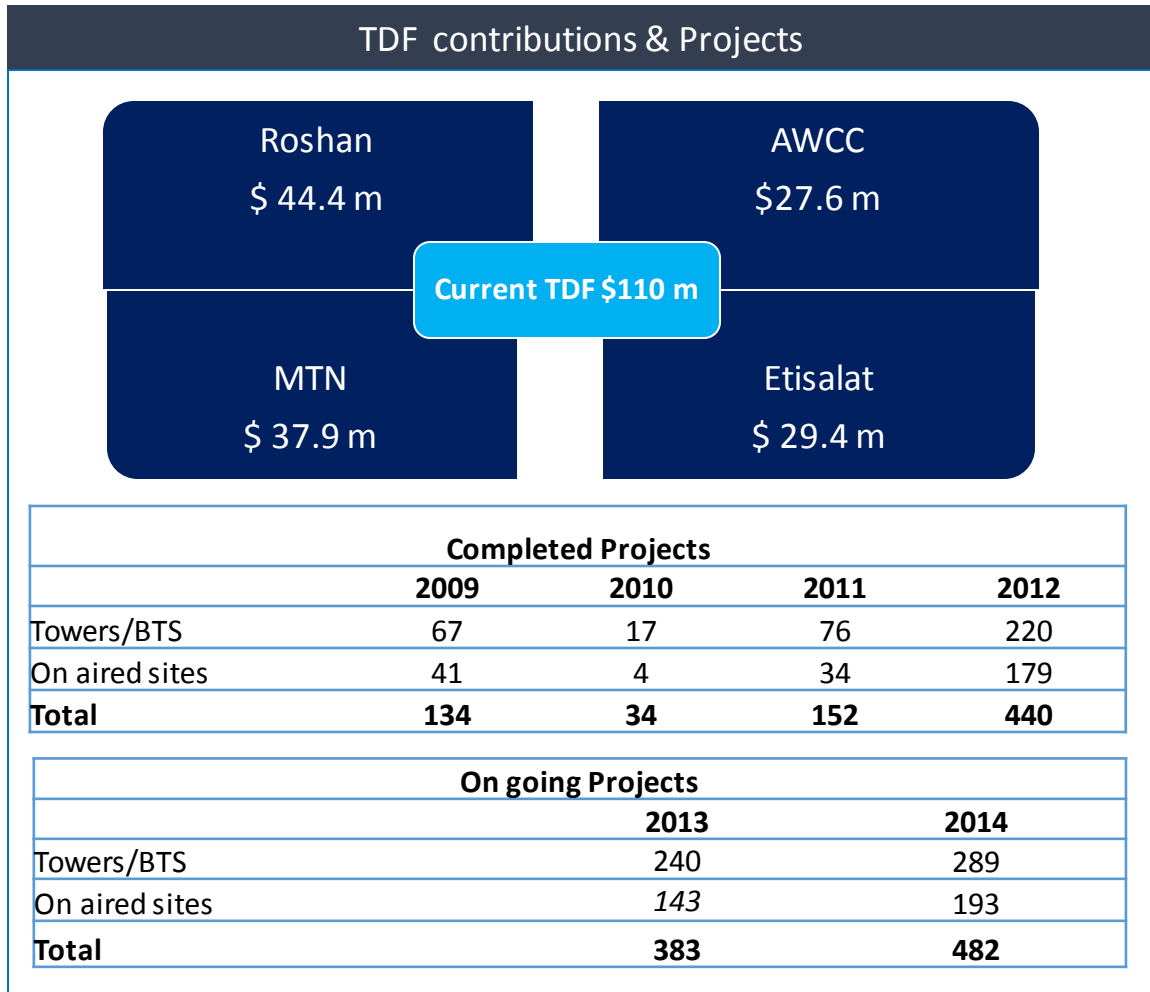 TDF contributions & Projects
Roshan
$ 44.4 m
AWCC
$27.6 m
Current TDF $110 m
MTN
$ 37.9 m
Etisalat
$ 29.4 m
Completed Projects
2009 2010 2011 2012
Towers/BTS 67 17 76 220
On aired sites 41 4 34 179
Total 134 34 152 440
On going Projects
2013 2014
Towers/BTS 240 289
On aired sites 143 193
Total 383 482